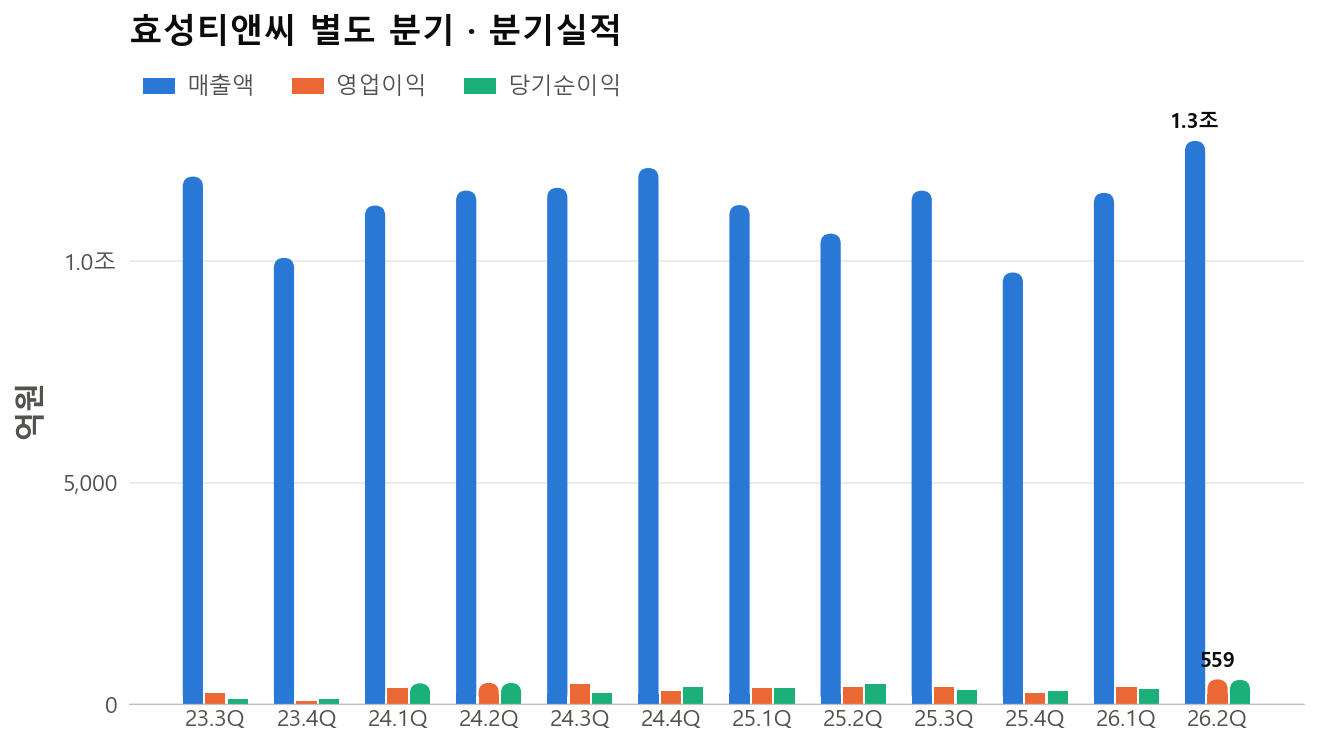 효성티앤씨 별도 분기 · 분기실적
매출액 영업이익 당기순이익
1.3조
1.0조
억원
5,000
559
0
23.3Q 23.4Q 24.1Q 24.2Q 24.3Q 24.4Q 25.1Q 25.2Q 25.3Q 25.4Q 26.1Q 26.2Q